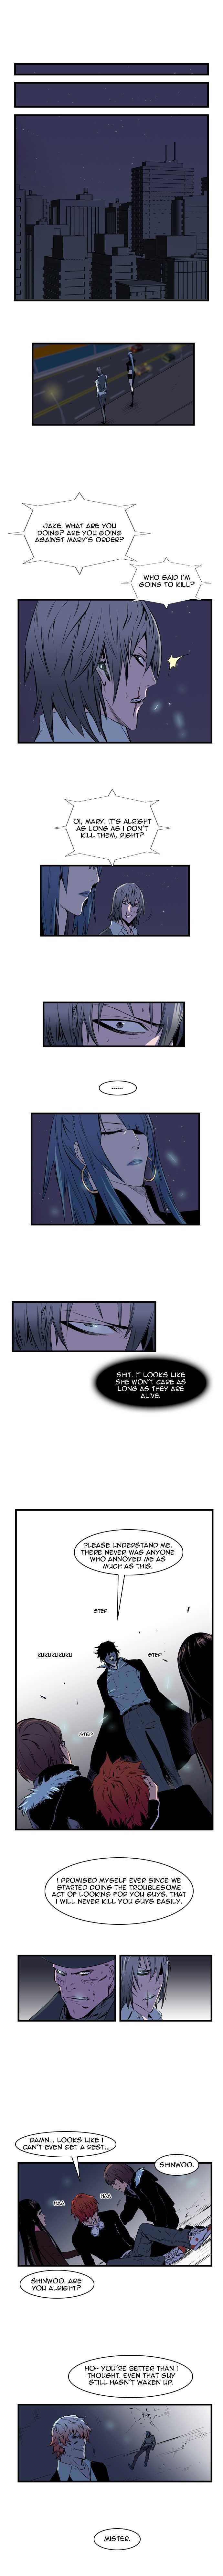 JAKE. WHAT ARE YOU
DOING? ARE YOU GOING
AGAINST MARY'S ORDER?
WHO SAID I'M
GOING TO KILL?
OI, MARY. IT'S ALRIGHT
AS LONG AS I DON'T
KILL THEM, RIGHT?
------
SHIT. IT LOOKS LIKE
SHE WON'T CARE AS
LONG AS THEY ARE
ALIVE.
PLEASE UNDERSTAND ME.
THERE NEVER WAS ANYONE
WHO ANNOYED ME AS
MUCH AS THIS.
STEP
KUKUKUKUKU
STEP
STEP
I PROMISED MYSELF EVER SINCE WE
STARTED DOING THE TROUBLESOME
ACT OF LOOKING FOR YOU GUYS. THAT
I WILL NEVER KILL YOU GUYS EASILY.
DAMN... LOOKS LIKE I
CAN'T EVEN GET A REST...
SHINWOO.
HAA
HAA
SHINWOO. ARE
YOU ALRIGHT?
HO~ YOU'RE BETTER THAN I
THOUGHT. EVEN THAT GUY
STILL HASN'T WAKEN UP.
MISTER.